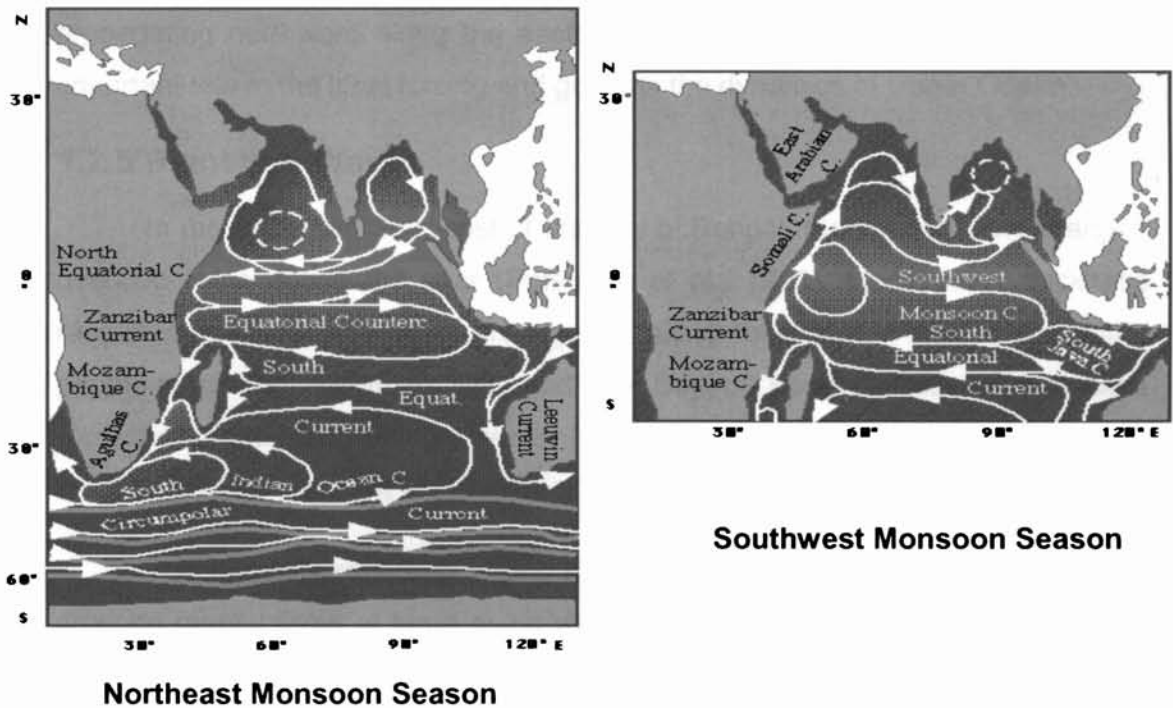 N
30°
0°
30°
60°
S
North
Equatorial C.
Zanzibar
Current
Mozam-
bique C.
Agulhas
C.
Equatorial Counterc
South
Equat.
Current
Leeuwin
Current
South Indian Ocean C
Circumpolar Current
30° 60° 90° 120° E
Northeast Monsoon Season
N
30°
0°
S
East
Arabian
C.
Somali C.
Zanzibar
Current
Mozam-
bique C.
Southwest
Monsoon C
South
Equatorial
Current
South
Java C.
30° 60° 90° 120° E
Southwest Monsoon Season